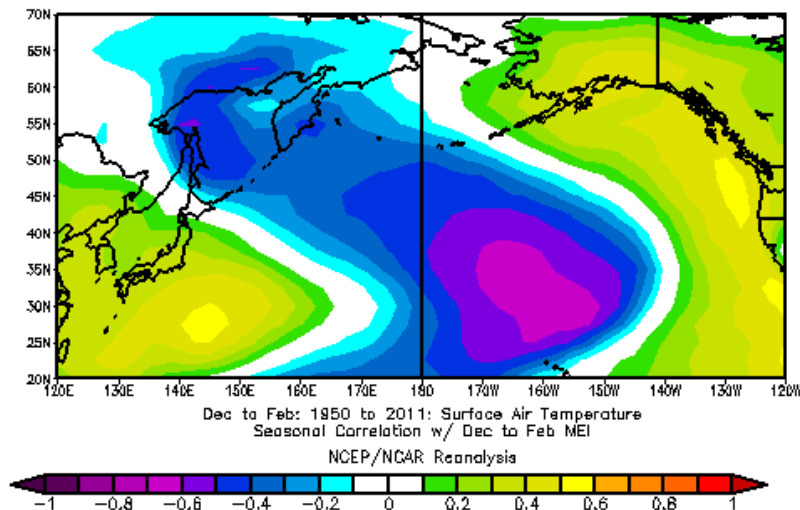 70N
65N
60N
55N
50N
45N
40N
35N
30N
25N
20N
120E 130E 140E 150E 160E 170E 180 170W 160W 150W 140W 130W 120W
Dec to Feb: 1950 to 2011: Surface Air Temperature
Seasonal Correlation w/ Dec to Feb MEI
NCEP/NCAR Reanalysis
-1 -0.8 -0.6 -0.4 -0.2 0 0.2 0.4 0.6 0.8 1